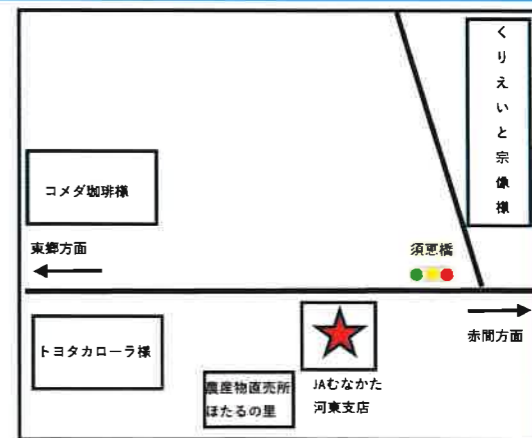 くりえいと宗像様
コメダ珈琲様
東郷方面
須恵橋
赤間方面
トヨタカローラ様
農産物直売所
ほたるの里
JAむなかた
河東支店